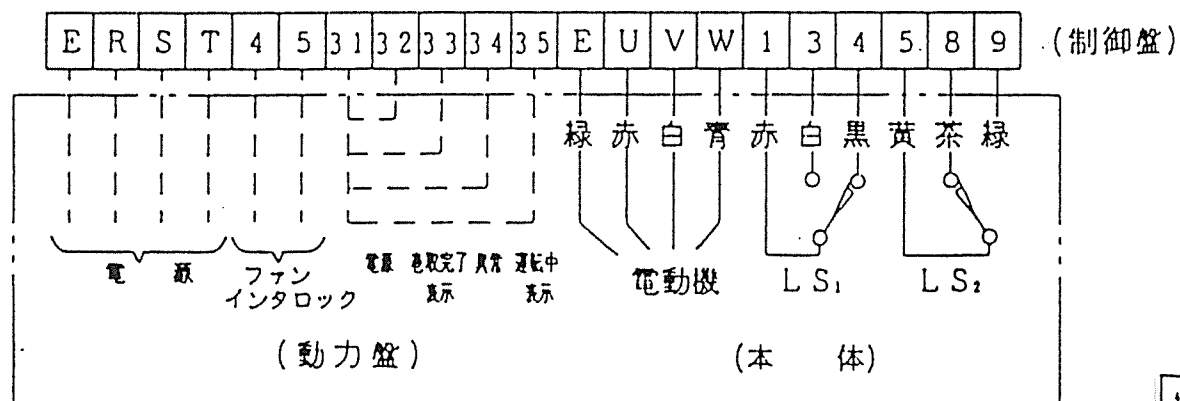 E R S T 4 5 31 32 33 34 35 E U V W 1 3 4 5 8 9 (制御盤)
緑 赤 白 青 赤 白 黒 黄 茶 緑
電源 ファン 電源 巻取完了 異常 運転中 電動機 LS₁ LS₂
インタロック 表示 表示
(動力盤) (本 体)